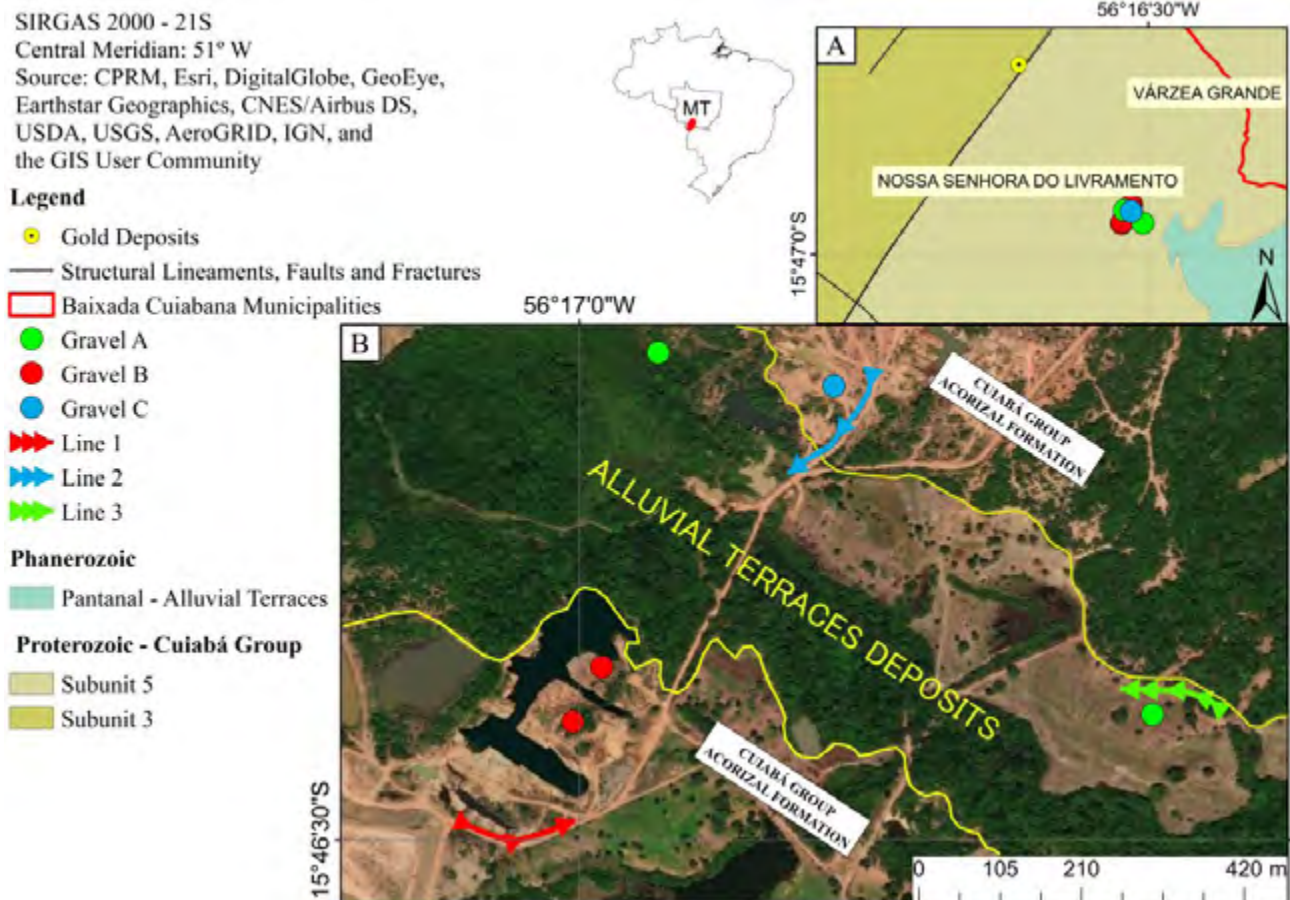 SIRGAS 2000 - 21S
Central Meridian: 51º W
Source: CPRM, Esri, DigitalGlobe, GeoEye,
Earthstar Geographics, CNES/Airbus DS,
USDA, USGS, AeroGRID, IGN, and
the GIS User Community
Legend
Gold Deposits
Structural Lineaments, Faults and Fractures
Baixada Cuiabana Municipalities
Gravel A
Gravel B
Gravel C
Line 1
Line 2
Line 3
Phanerozoic
Pantanal - Alluvial Terraces
Proterozoic - Cuiabá Group
Subunit 5
Subunit 3
MT
56°16'30"W
A
VÁRZEA GRANDE
NOSSA SENHORA DO LIVRAMENTO
15°47'0"S
N
56°17'0"W
B
CUIABÁ GROUP
ACORIZAL FORMATION
ALLUVIAL TERRACES DEPOSITS
CUIABÁ GROUP
ACORIZAL FORMATION
15°46'30"S
0 105 210 420 m